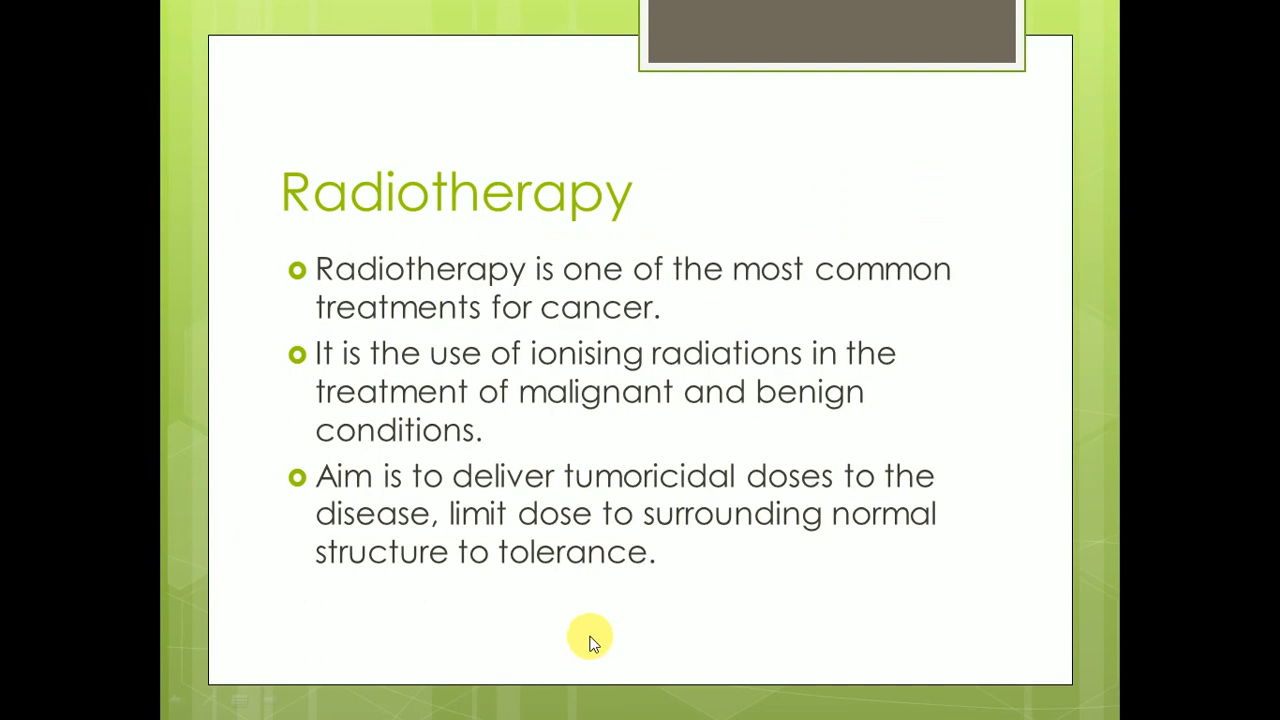 Radiotherapy
Radiotherapy is one of the most common
treatments for cancer.
It is the use of ionising radiations in the
treatment of malignant and benign
conditions.
Aim is to deliver tumoricidal doses to the
disease, limit dose to surrounding normal
structure to tolerance.